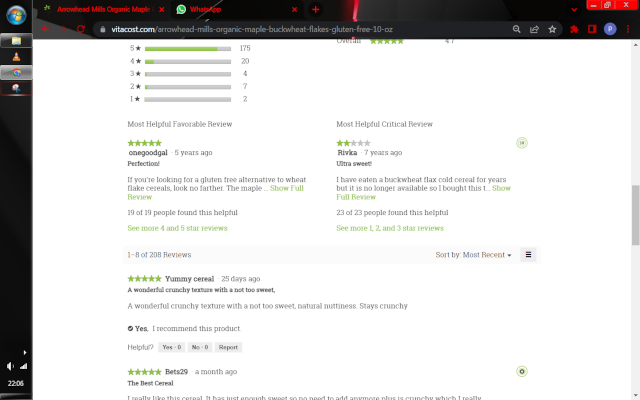 Arrowhead Mills Organic Maple
WhatsApp
vitacost.com/arrowhead-mills-organic-maple-buckwheat-flakes-gluten-free-10-oz
Overall 4.7
5★ 175
4★ 20
3★ 4
2★ 7
1★ 2
Most Helpful Favorable Review
onegoodgal · 5 years ago
Perfection!
If you're looking for a gluten free alternative to wheat
flake cereals, look no farther. The maple ... Show Full
Review
19 of 19 people found this helpful
See more 4 and 5 star reviews
Most Helpful Critical Review
Rivka · 7 years ago
Ultra sweet!
I have eaten a buckwheat flax cold cereal for years
but it is no longer available so I bought this t... Show
Full Review
23 of 23 people found this helpful
See more 1, 2, and 3 star reviews
1–8 of 208 Reviews
Sort by: Most Recent
Yummy cereal · 25 days ago
A wonderful crunchy texture with a not too sweet,
A wonderful crunchy texture with a not too sweet, natural nuttiness. Stays crunchy
Yes, I recommend this product.
Helpful? Yes · 0 No · 0 Report
Bets29 · a month ago
The Best Cereal
I really like this cereal. It has just enough sweet so no need to add anymore plus is crunchy which I really
22:06